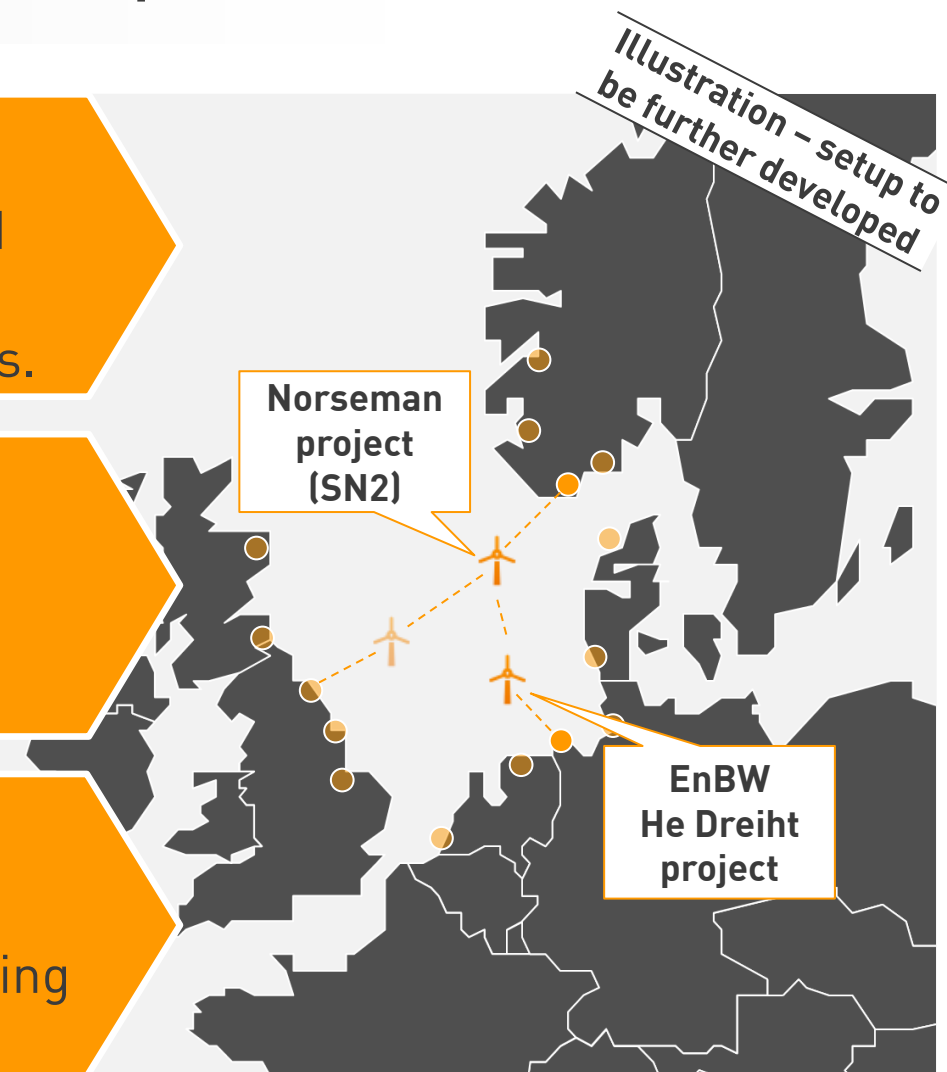 Illustration – setup to
be further developed
s.
Norseman
project
(SN2)
EnBW
He Dreiht
project
ing